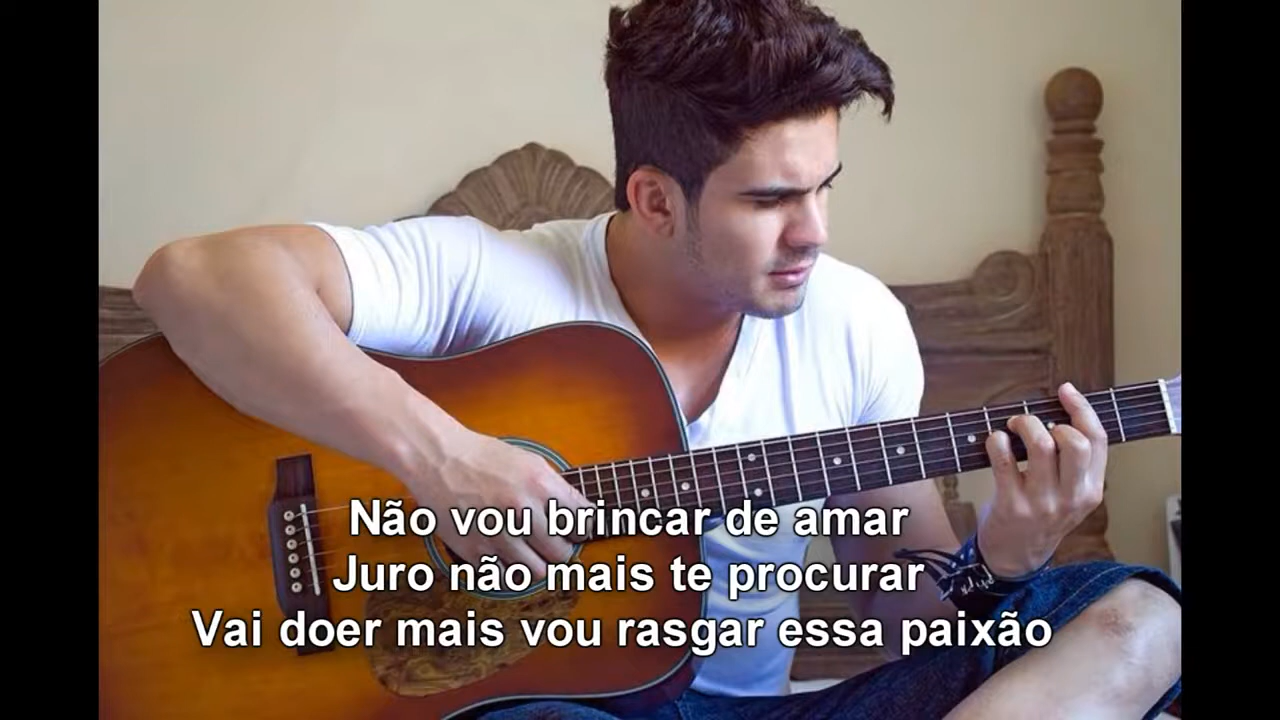 Não vou brincar de amar
Juro não mais te procurar
Vai doer mais vou rasgar essa paixão